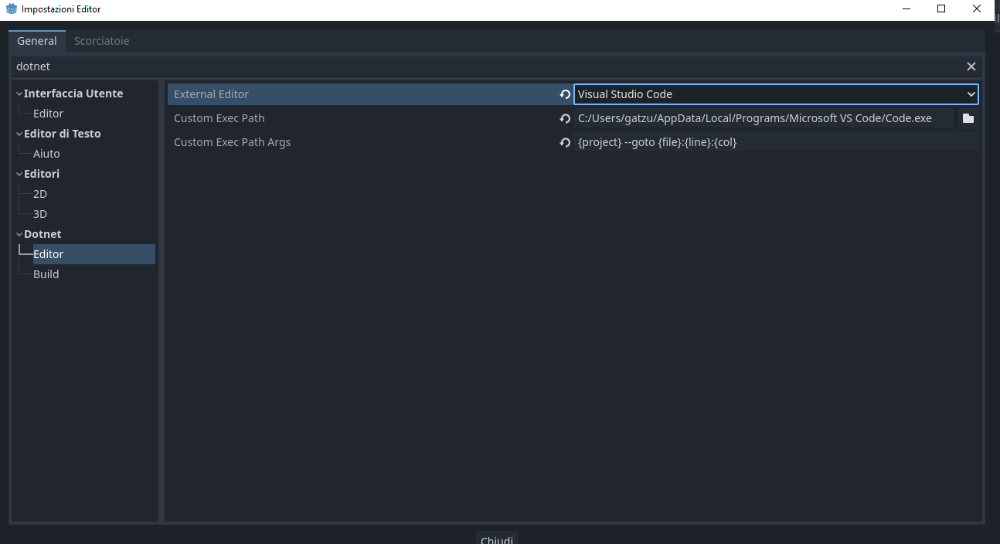 Impostazioni Editor
General
Scorciatoie
dotnet
Interfaccia Utente
Editor
Editor di Testo
Aiuto
Editori
2D
3D
Dotnet
Editor
Build
External Editor
Visual Studio Code
Custom Exec Path
C:/Users/gatzu/AppData/Local/Programs/Microsoft VS Code/Code.exe
Custom Exec Path Args
{project} --goto {file}:{line}:{col}
Chiudi